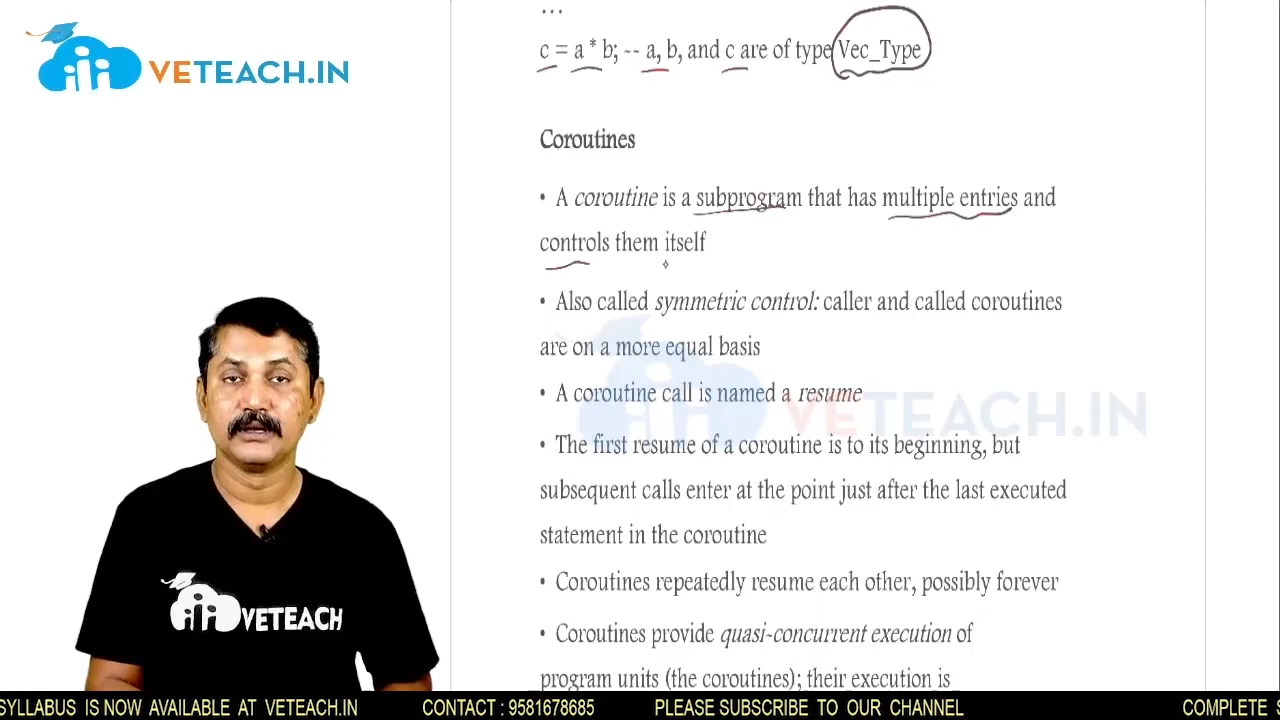 ...
c = a * b; -- a, b, and c are of type Vec_Type
VETEACH.IN
Coroutines
• A coroutine is a subprogram that has multiple entries and
controls them itself
• Also called symmetric control: caller and called coroutines
are on a more equal basis
• A coroutine call is named a resume
VETEACH.IN
• The first resume of a coroutine is to its beginning, but
subsequent calls enter at the point just after the last executed
statement in the coroutine
• Coroutines repeatedly resume each other, possibly forever
• Coroutines provide quasi-concurrent execution of
program units (the coroutines); their execution is
VETEACH
SYLLABUS IS NOW AVAILABLE AT VETEACH.IN CONTACT : 9581678685 PLEASE SUBSCRIBE TO OUR CHANNEL COMPLETE S